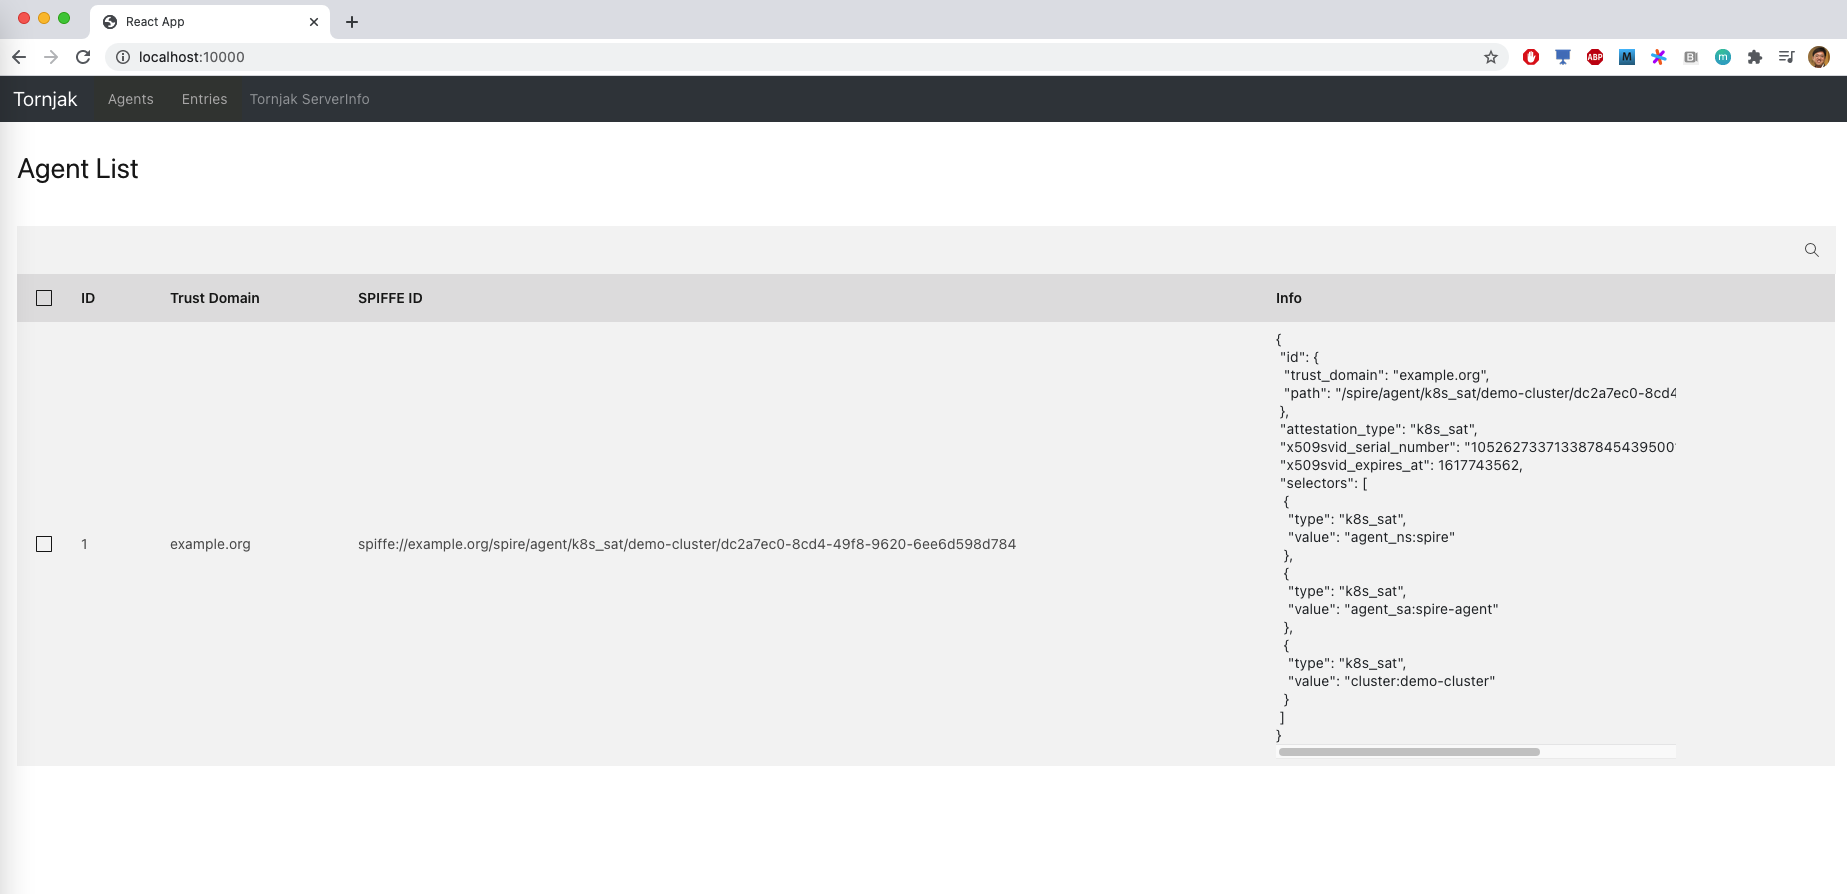 React App
localhost:10000
ABP
M
B
m
Tornjak Agents Entries Tornjak ServerInfo
Agent List
ID Trust Domain SPIFFE ID Info
1 example.org spiffe://example.org/spire/agent/k8s_sat/demo-cluster/dc2a7ec0-8cd4-49f8-9620-6ee6d598d784
{
"id": {
"trust_domain": "example.org",
"path": "/spire/agent/k8s_sat/demo-cluster/dc2a7ec0-8cd4
},
"attestation_type": "k8s_sat",
"x509svid_serial_number": "105262733713387845439500
"x509svid_expires_at": 1617743562,
"selectors": [
{
"type": "k8s_sat",
"value": "agent_ns:spire"
},
{
"type": "k8s_sat",
"value": "agent_sa:spire-agent"
},
{
"type": "k8s_sat",
"value": "cluster:demo-cluster"
}
]
}